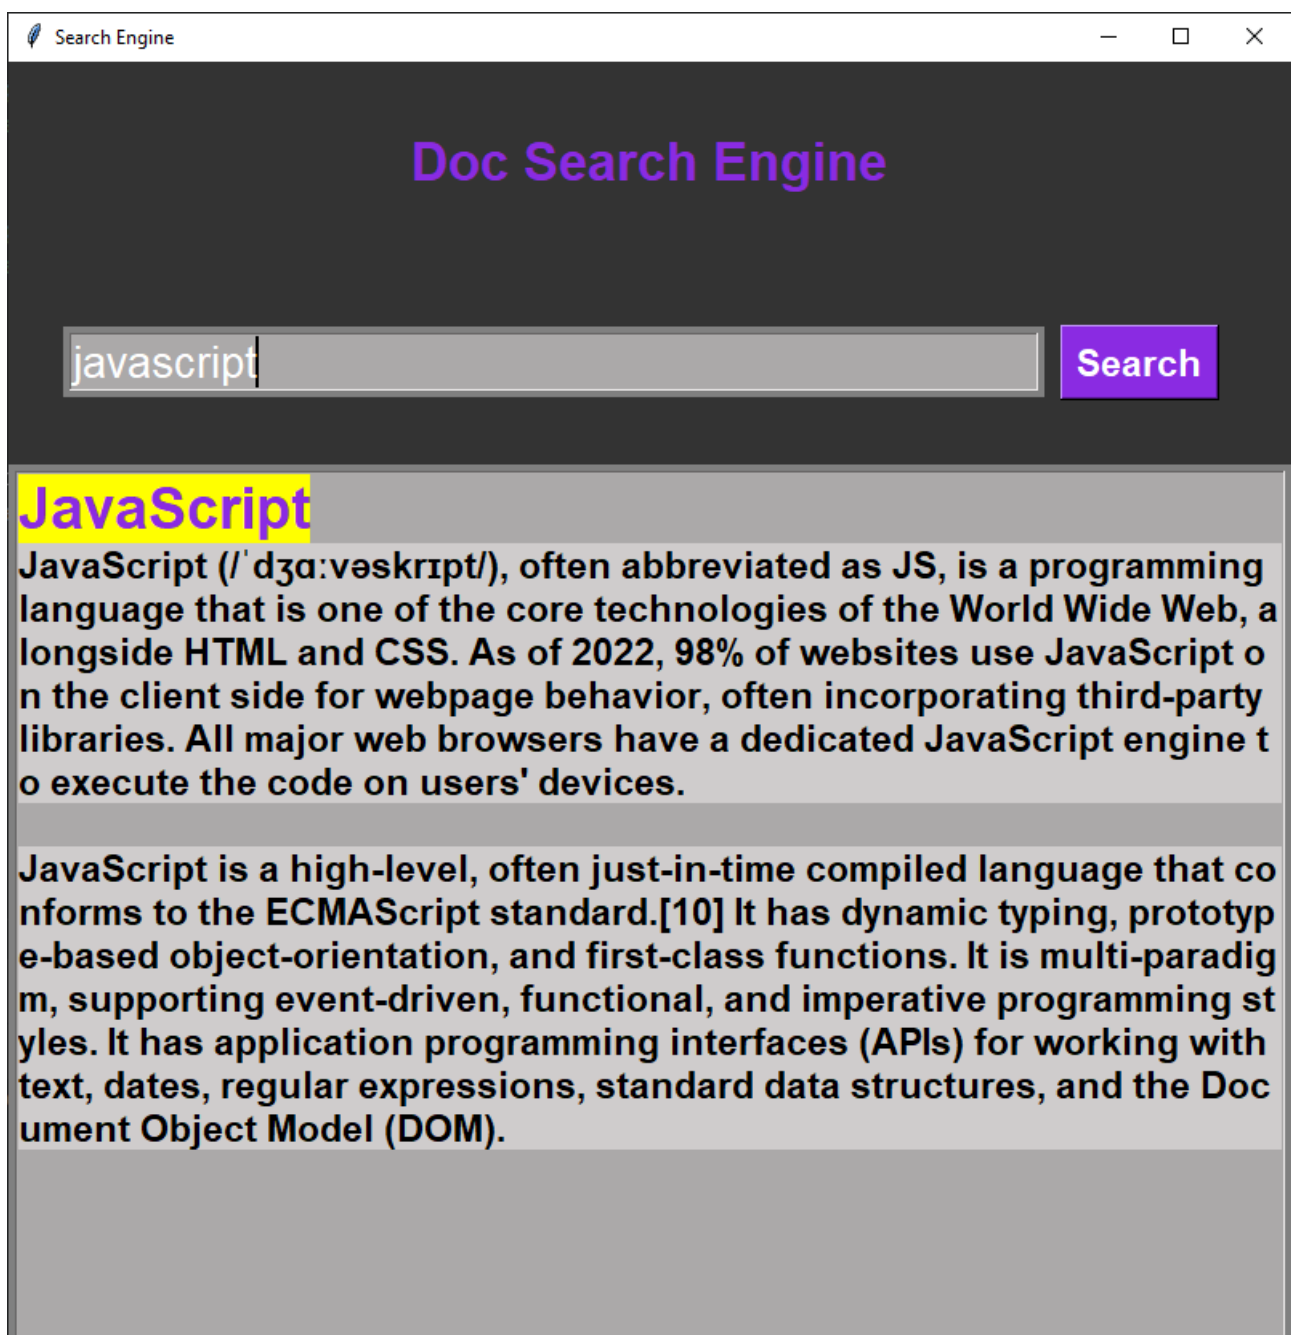 Search Engine
Doc Search Engine
javascript
Search
JavaScript
JavaScript (/ˈdʒɑːvəskrɪpt/), often abbreviated as JS, is a programming
language that is one of the core technologies of the World Wide Web, a
longside HTML and CSS. As of 2022, 98% of websites use JavaScript o
n the client side for webpage behavior, often incorporating third-party
libraries. All major web browsers have a dedicated JavaScript engine t
o execute the code on users' devices.
JavaScript is a high-level, often just-in-time compiled language that co
nforms to the ECMAScript standard.[10] It has dynamic typing, prototyp
e-based object-orientation, and first-class functions. It is multi-paradig
m, supporting event-driven, functional, and imperative programming st
yles. It has application programming interfaces (APIs) for working with
text, dates, regular expressions, standard data structures, and the Doc
ument Object Model (DOM).